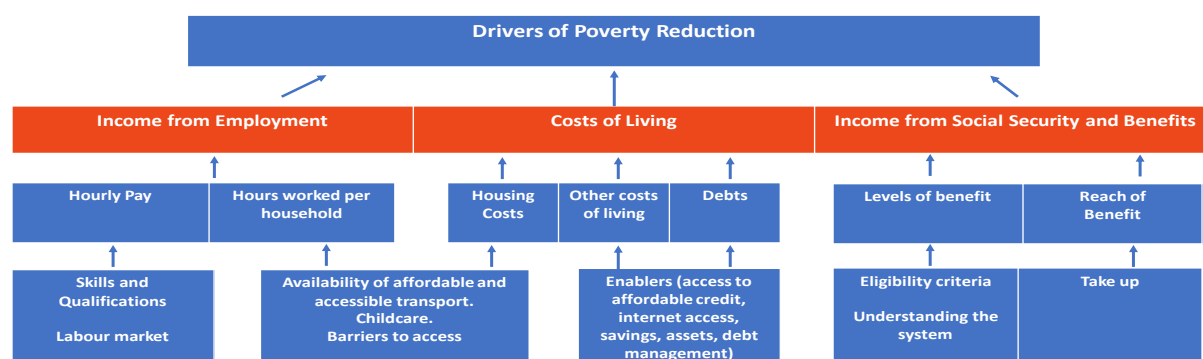 Drivers of Poverty Reduction
Income from Employment
Costs of Living
Income from Social Security and Benefits
Hourly Pay
Hours worked per
household
Housing
Costs
Other costs
of living
Debts
Levels of benefit
Reach of
Benefit
Skills and
Qualifications
Labour market
Availability of affordable and
accessible transport.
Childcare.
Barriers to access
Enablers (access to
affordable credit,
internet access,
savings, assets, debt
management)
Eligibility criteria
Understanding the
system
Take up